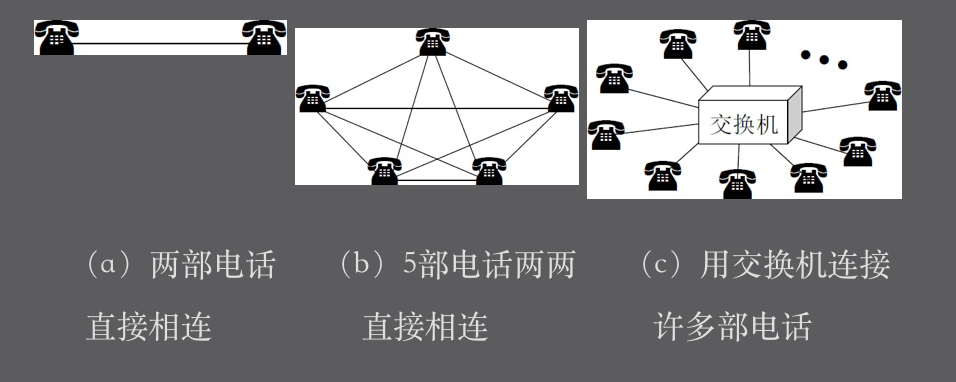 交换机
（a）两部电话
直接相连
（b）5部电话两两
直接相连
（c）用交换机连接
许多部电话